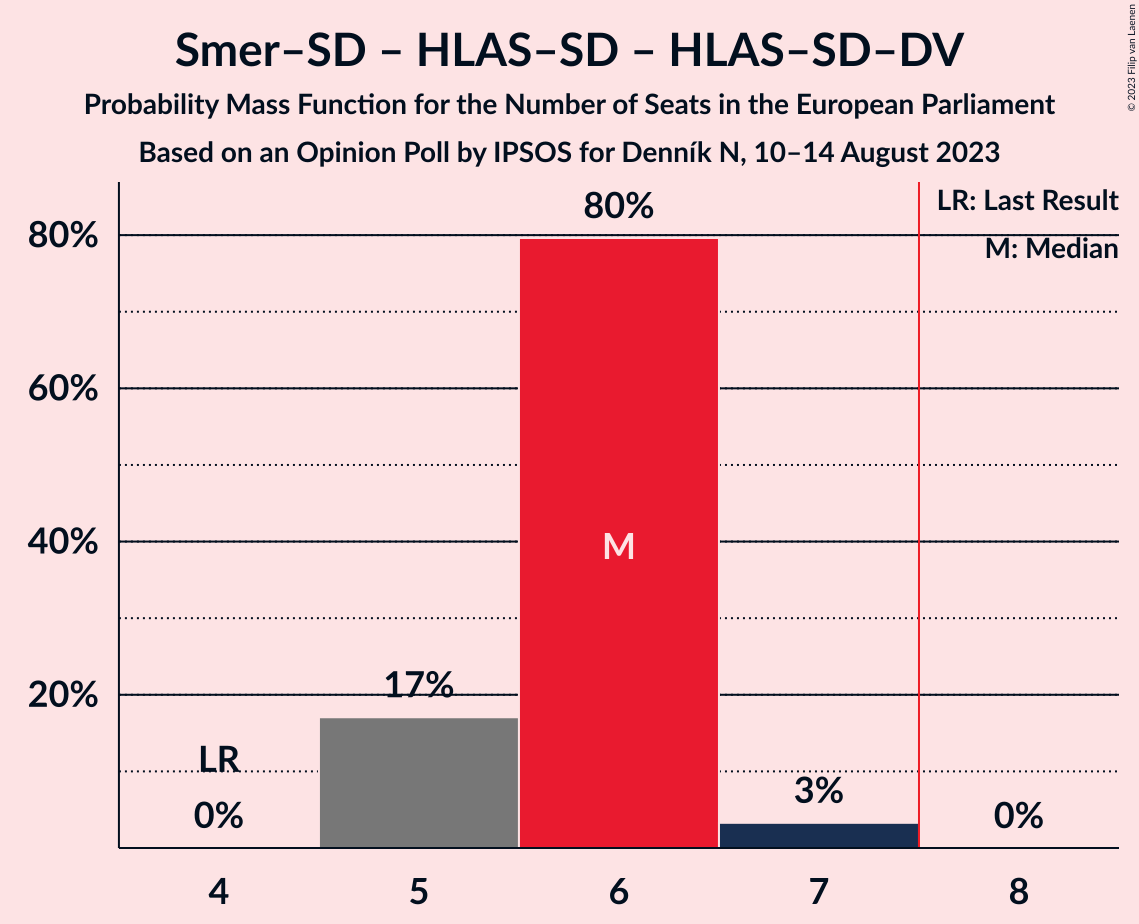 Smer–SD – HLAS–SD – HLAS–SD–DV
Probability Mass Function for the Number of Seats in the European Parliament
Based on an Opinion Poll by IPSOS for Denník N, 10–14 August 2023
© 2023 Filip van Laenen
LR: Last Result
M: Median
80%
60%
40%
20%
LR
0%
17%
80%
M
3%
0%
4 5 6 7 8